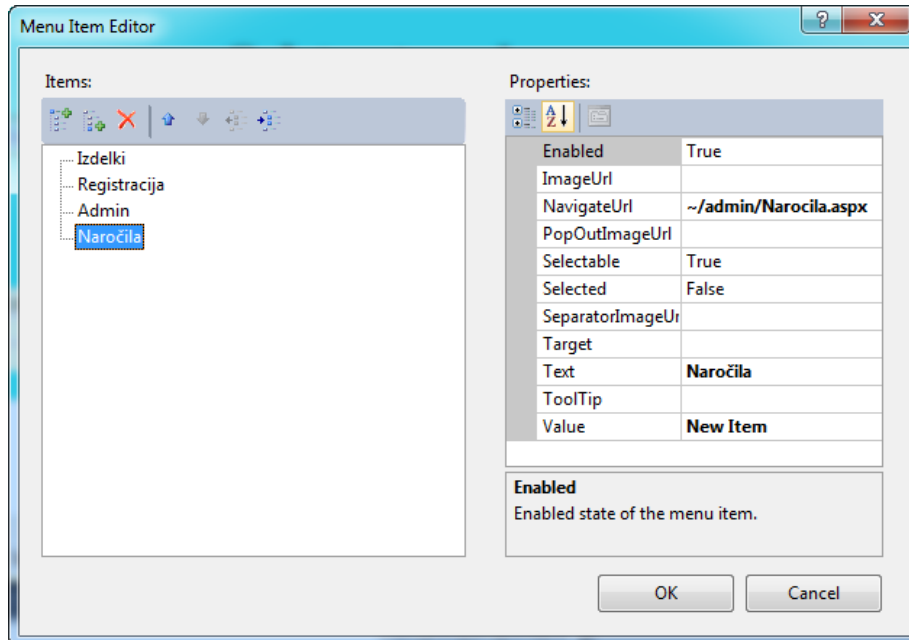 Menu Item Editor
Items:
Properties:
Izdelki
Registracija
Admin
Naročila
Enabled True
ImageUrl
NavigateUrl ~/admin/Narocila.aspx
PopOutImageUrl
Selectable True
Selected False
SeparatorImageUr
Target
Text Naročila
ToolTip
Value New Item
Enabled
Enabled state of the menu item.
OK Cancel